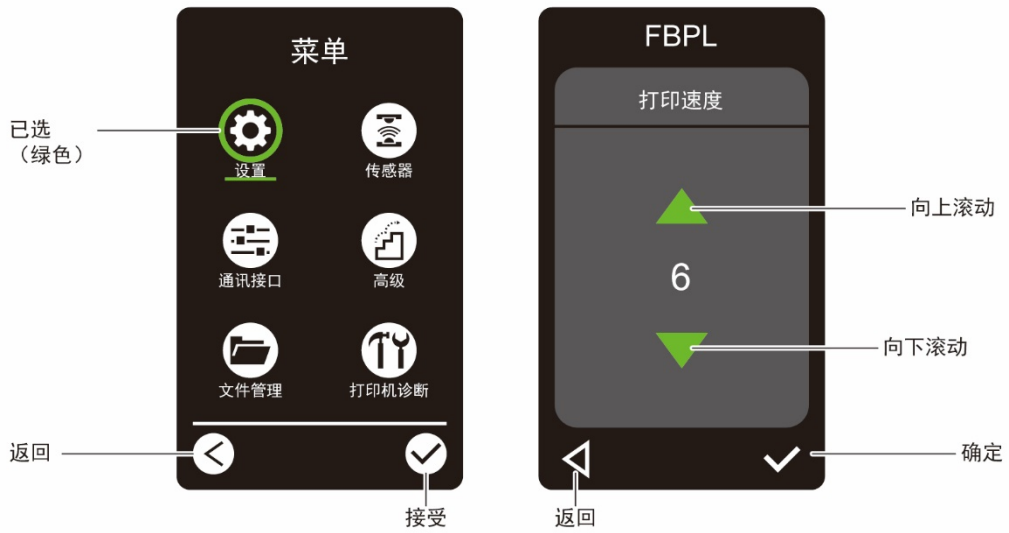 菜单
已选
（绿色）
设置
传感器
通讯接口
高级
文件管理
打印机诊断
返回
接受
FBPL
打印速度
向上滚动
6
向下滚动
确定
返回